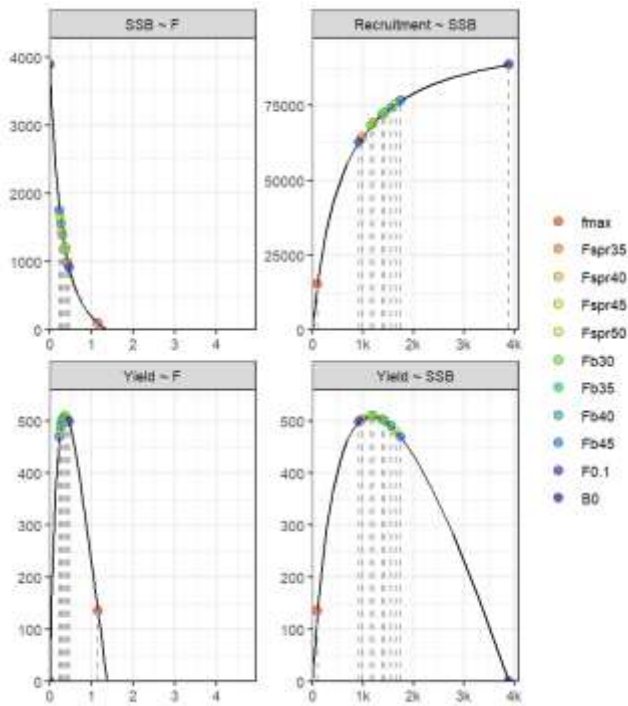 SSB ~ F
Recruitment ~ SSB
4000
3000
2000
1000
0
0 1 2 3 4
75000
50000
25000
0
0 1k 2k 3k 4k
Yield ~ F
Yield ~ SSB
500
400
300
200
100
0
0 1 2 3 4
500
400
300
200
100
0
0 1k 2k 3k 4k
fmax
Fspr35
Fspr40
Fspr45
Fspr50
Fb30
Fb35
Fb40
Fb45
F0.1
B0